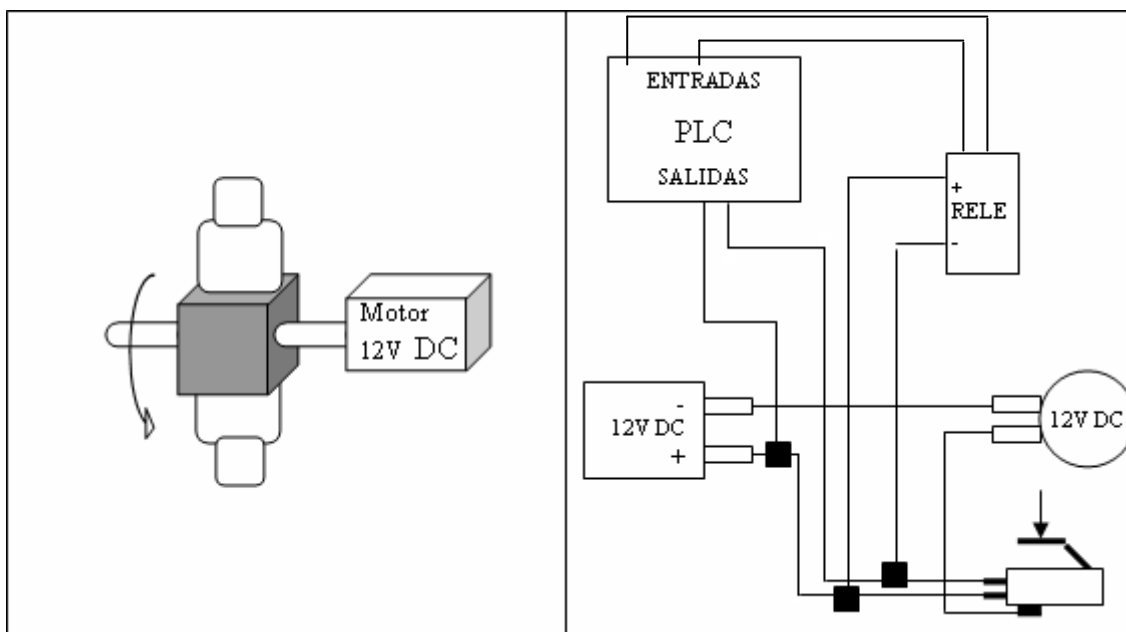 Motor
12V DC
ENTRADAS
PLC
SALIDAS
+
RELE
-
-
12V DC
+
12V DC